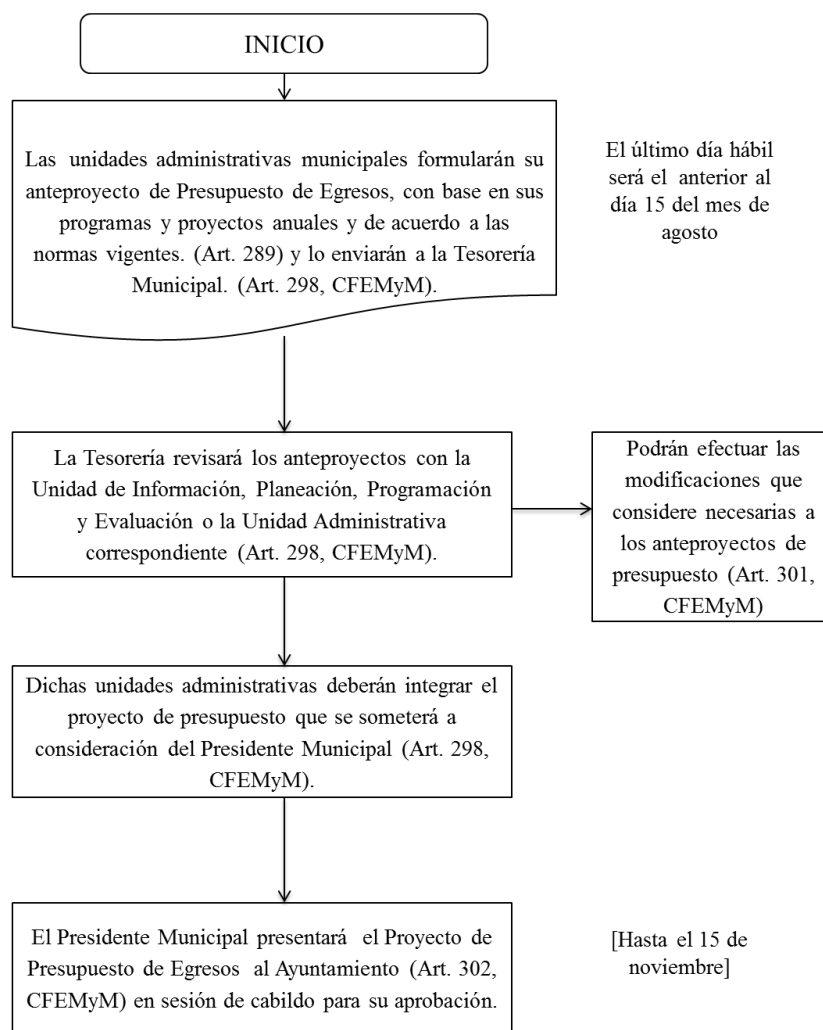 INICIO
Las unidades administrativas municipales formularán su
anteproyecto de Presupuesto de Egresos, con base en sus
programas y proyectos anuales y de acuerdo a las
normas vigentes. (Art. 289) y lo enviarán a la Tesorería
Municipal. (Art. 298, CFEMyM).
El último día hábil
será el anterior al
día 15 del mes de
agosto
La Tesorería revisará los anteproyectos con la
Unidad de Información, Planeación, Programación
y Evaluación o la Unidad Administrativa
correspondiente (Art. 298, CFEMyM).
Podrán efectuar las
modificaciones que
considere necesarias a
los anteproyectos de
presupuesto (Art. 301,
CFEMyM)
Dichas unidades administrativas deberán integrar el
proyecto de presupuesto que se someterá a
consideración del Presidente Municipal (Art. 298,
CFEMyM).
El Presidente Municipal presentará el Proyecto de
Presupuesto de Egresos al Ayuntamiento (Art. 302,
CFEMyM) en sesión de cabildo para su aprobación.
[Hasta el 15 de
noviembre]